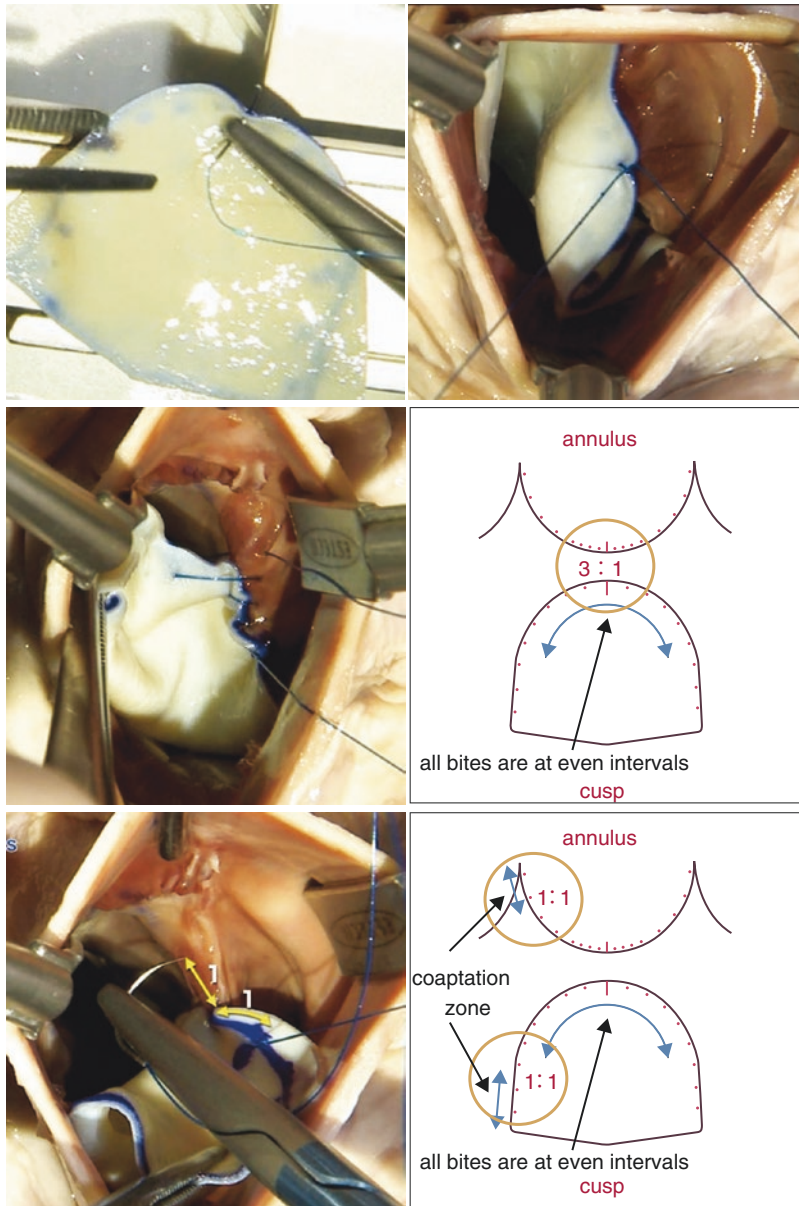 annulus
3 : 1
all bites are at even intervals
cusp
s
1
1
annulus
1:1
coaptation
zone
1:1
all bites are at even intervals
cusp